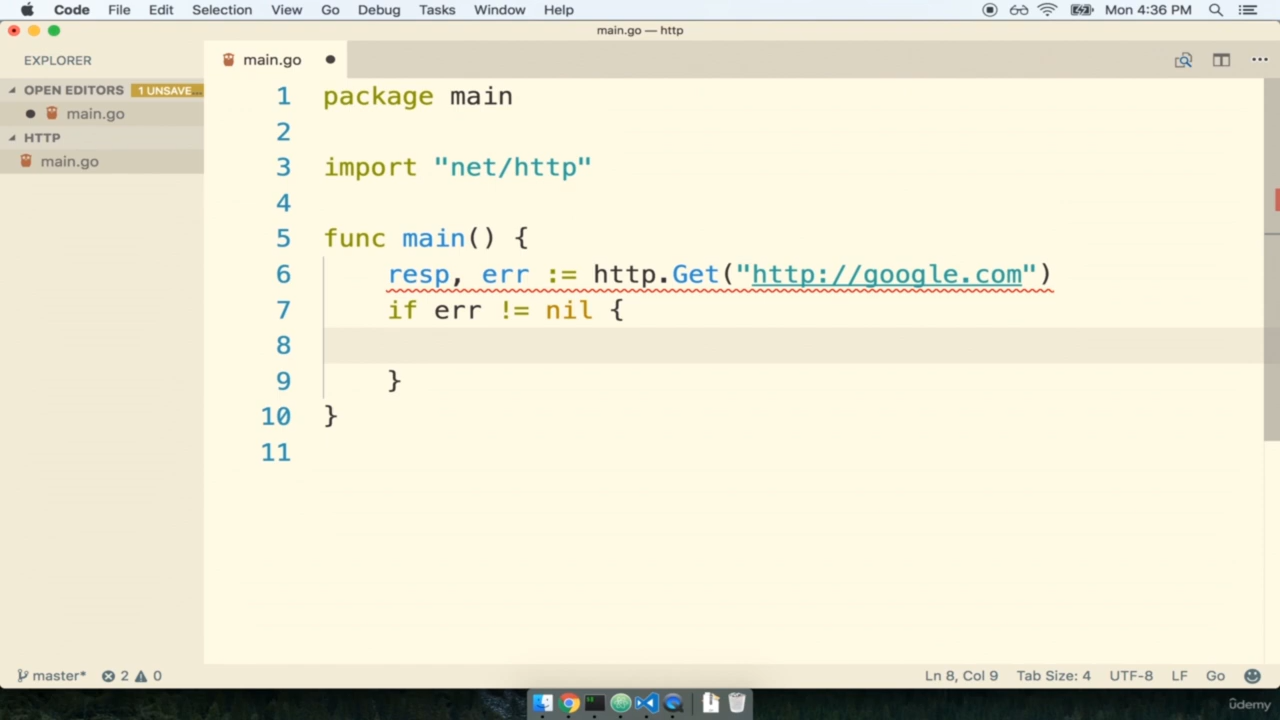 Code File Edit Selection View Go Debug Tasks Window Help Mon 4:36 PM
main.go — http
EXPLORER
main.go
OPEN EDITORS 1 UNSAVE...
main.go
HTTP
main.go
1 package main
2
3 import "net/http"
4
5 func main() {
6 resp, err := http.Get("http://google.com")
7 if err != nil {
8
9 }
10 }
11
master* 2 0 Ln 8, Col 9 Tab Size: 4 UTF-8 LF Go
ûdemy